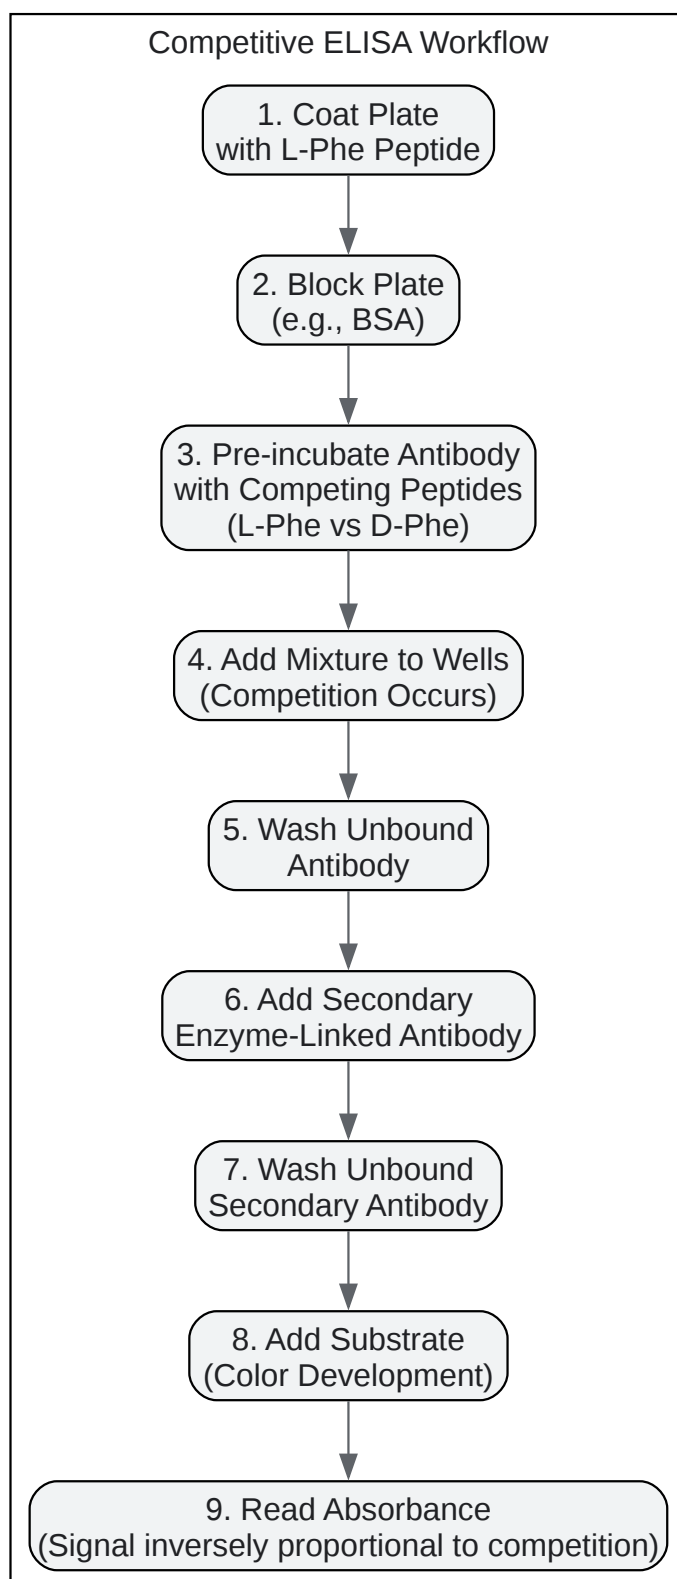 Competitive ELISA Workflow
1. Coat Plate
with L-Phe Peptide
2. Block Plate
(e.g., BSA)
3. Pre-incubate Antibody
with Competing Peptides
(L-Phe vs D-Phe)
4. Add Mixture to Wells
(Competition Occurs)
5. Wash Unbound
Antibody
6. Add Secondary
Enzyme-Linked Antibody
7. Wash Unbound
Secondary Antibody
8. Add Substrate
(Color Development)
9. Read Absorbance
(Signal inversely proportional to competition)